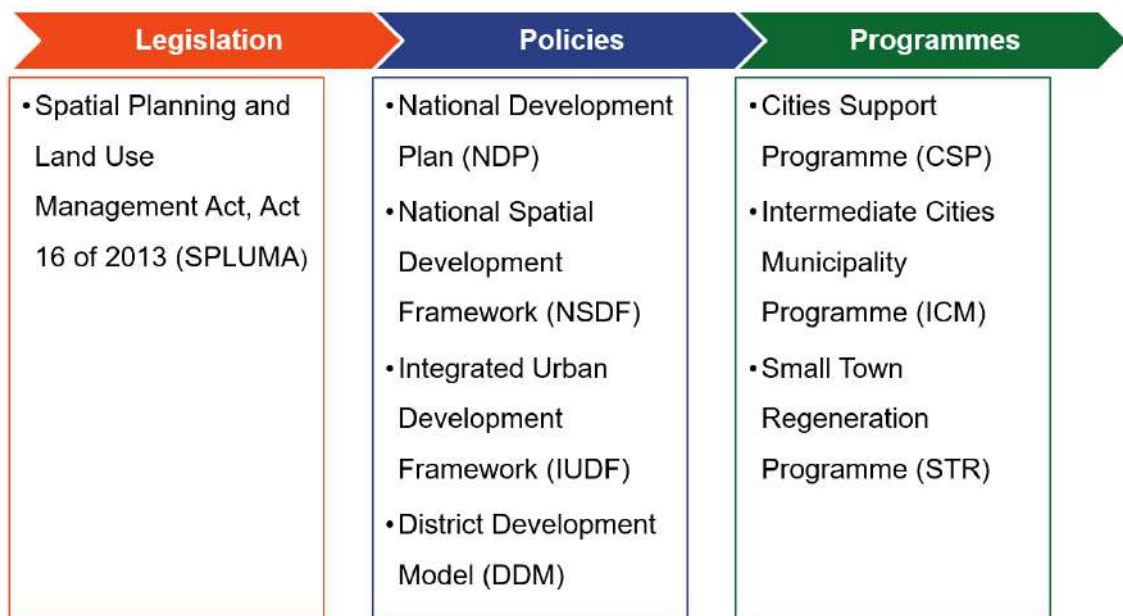 Legislation
Policies
Programmes
•Spatial Planning and
Land Use
Management Act, Act
16 of 2013 (SPLUMA)
•National Development
Plan (NDP)
•National Spatial
Development
Framework (NSDF)
•Integrated Urban
Development
Framework (IUDF)
•District Development
Model (DDM)
•Cities Support
Programme (CSP)
•Intermediate Cities
Municipality
Programme (ICM)
•Small Town
Regeneration
Programme (STR)